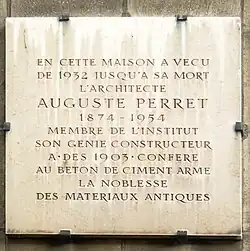 EN CETTE MAISON A VECU
DE 1932 JUSQU'A SA MORT
L'ARCHITECTE
AUGUSTE PERRET
1874-1954
MEMBRE DE L'INSTITUT
SON GENIE CONSTRUCTEUR
A·DES 1903·CONFERE
AU BETON DE CIMENT ARME
LA NOBLESSE
DES MATERIAUX ANTIQUES